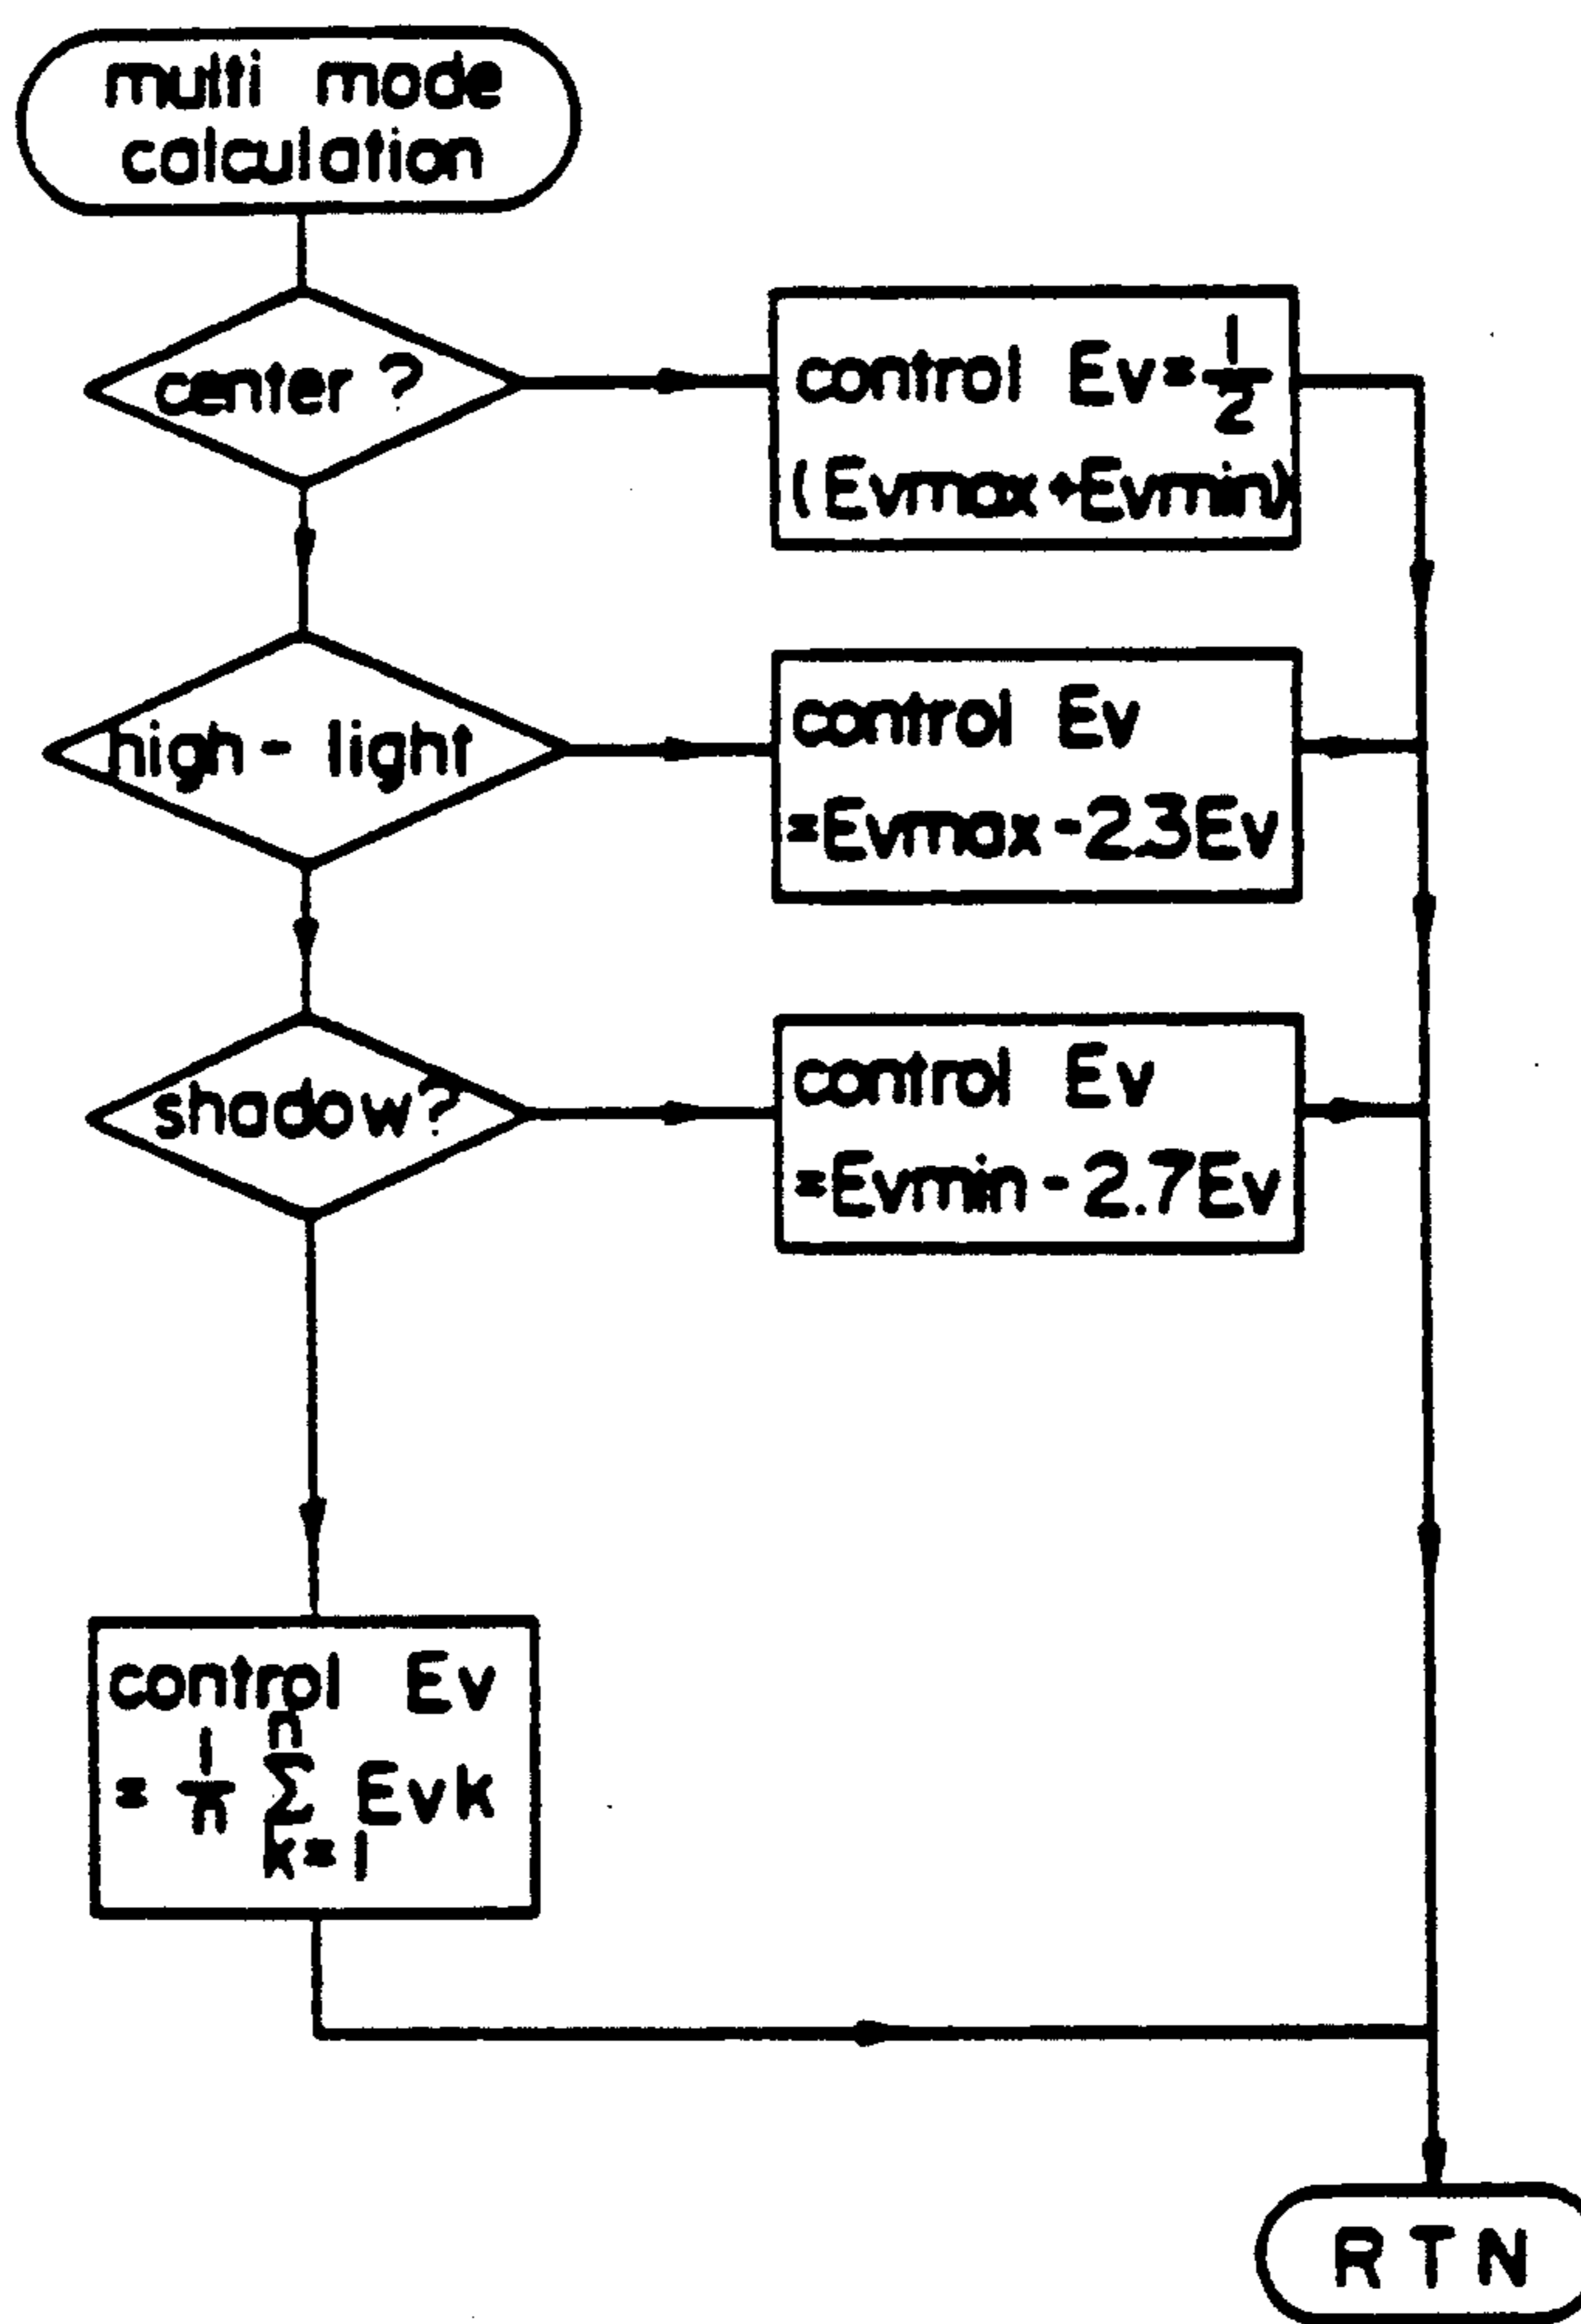 multi mode
calculation
center ?
control Ev=1/2
(Evmax+Evmin)
high - light
control Ev
=Evmax-2.3Ev
shadow?
control Ev
=Evmin-2.7Ev
control Ev
= 1/n Σ Evk
n
k=1
RTN